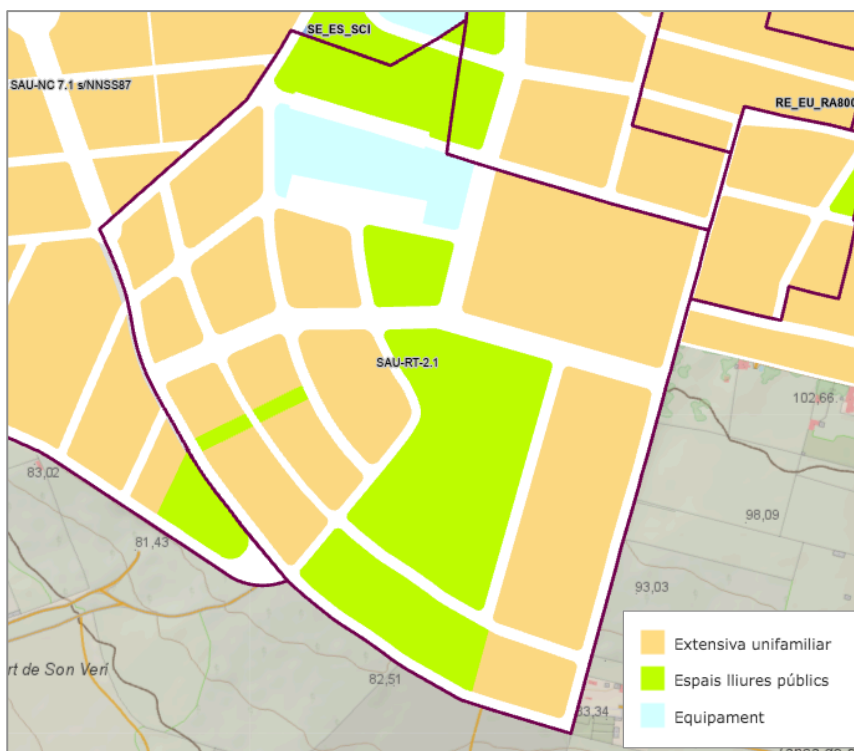 SE_ES_SCI
SAU-NC 7.1 s/NNSS87
RE_EU_RA800
SAU-RT-2.1
102,66
83,02
98,09
81,43
93,03
Extensiva unifamiliar
rt de Son Verí
Espais lliures públics
82,51
83,34
Equipament